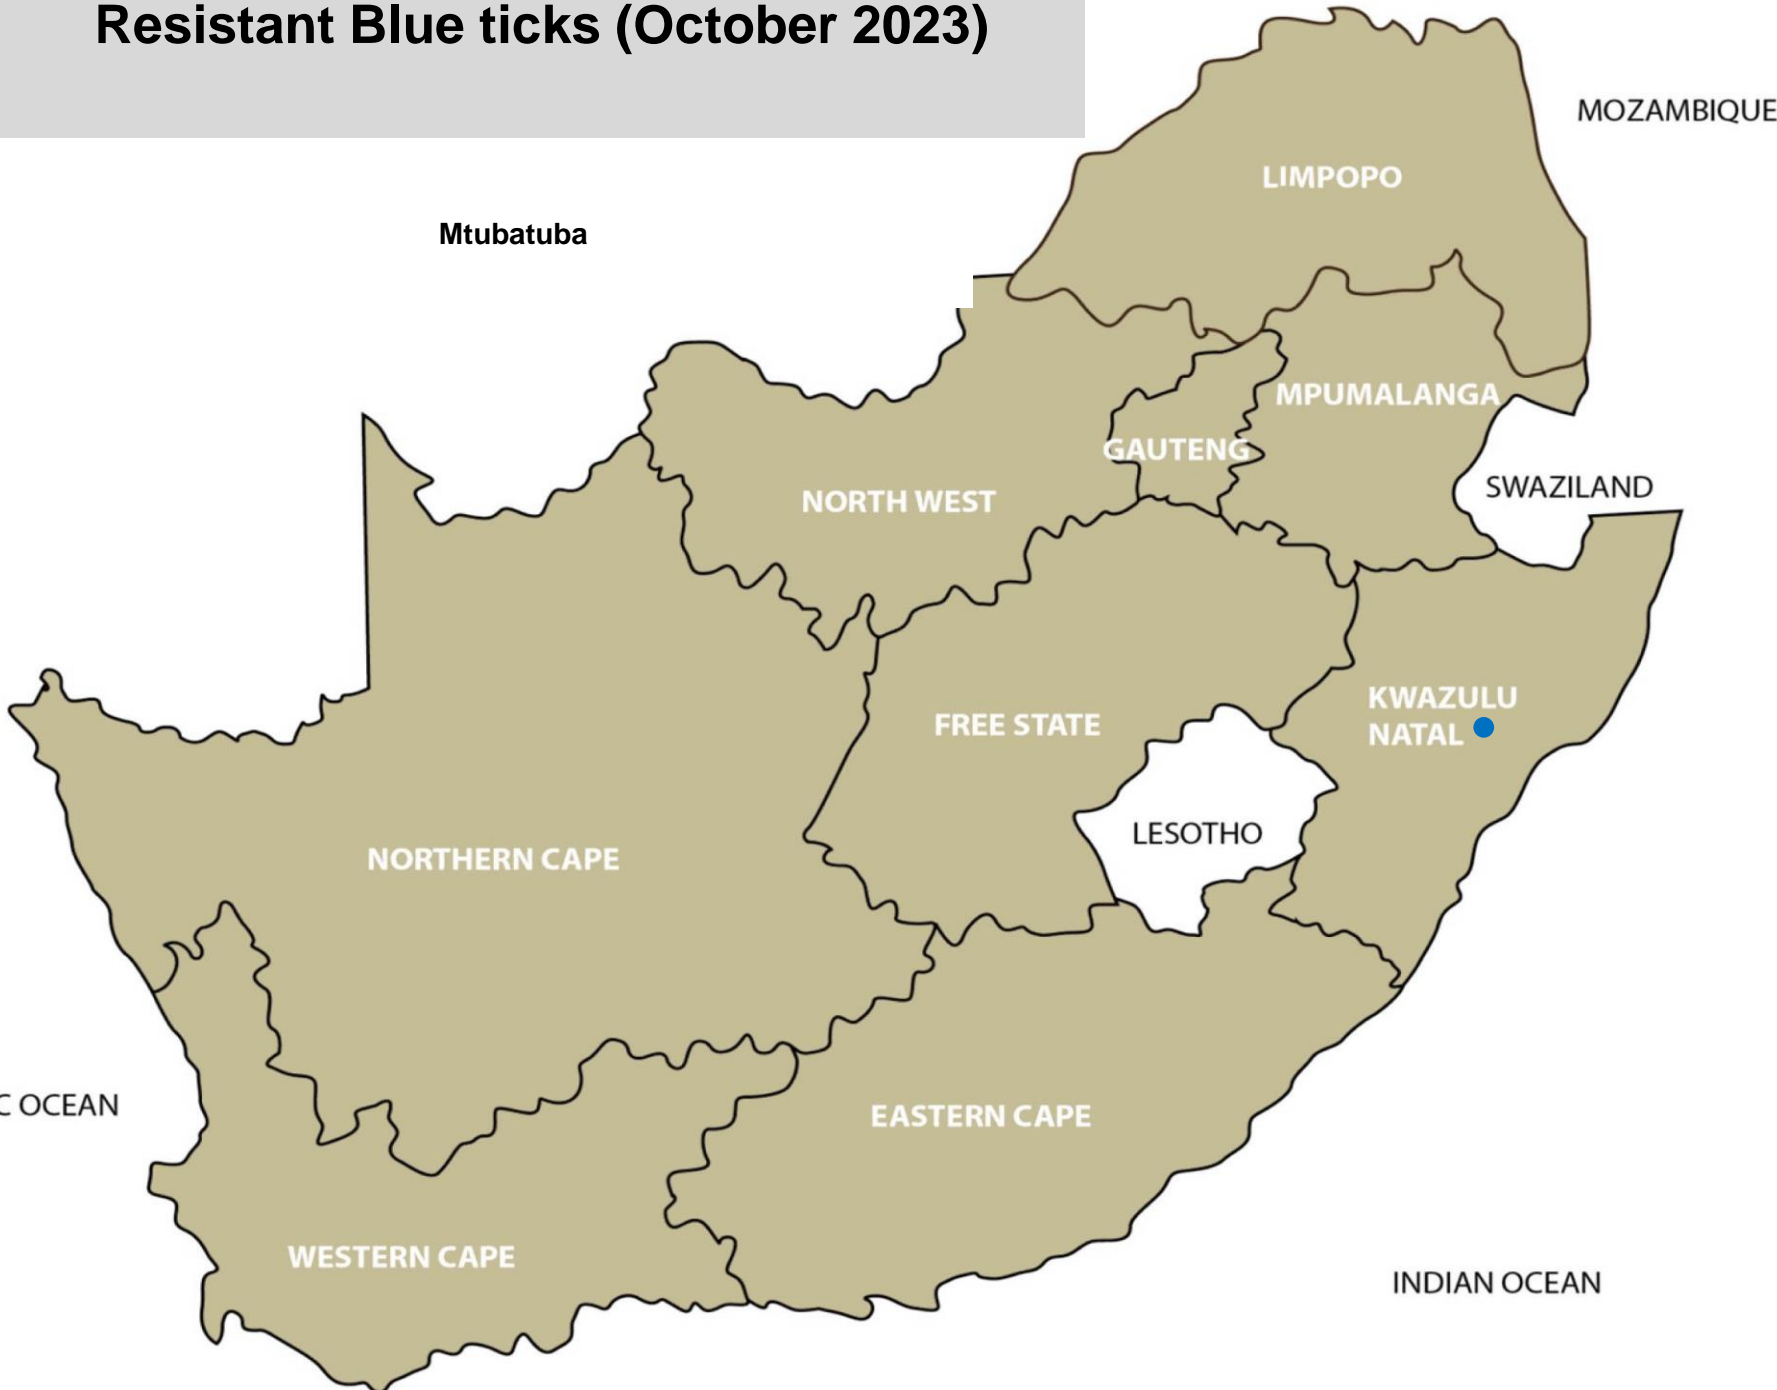 Resistant Blue ticks (October 2023)
MOZAMBIQUE
LIMPOPO
Mtubatuba
MPUMALANGA
GAUTENG
SWAZILAND
NORTH WEST
KWAZULU
NATAL
FREE STATE
LESOTHO
NORTHERN CAPE
C OCEAN
EASTERN CAPE
WESTERN CAPE
INDIAN OCEAN